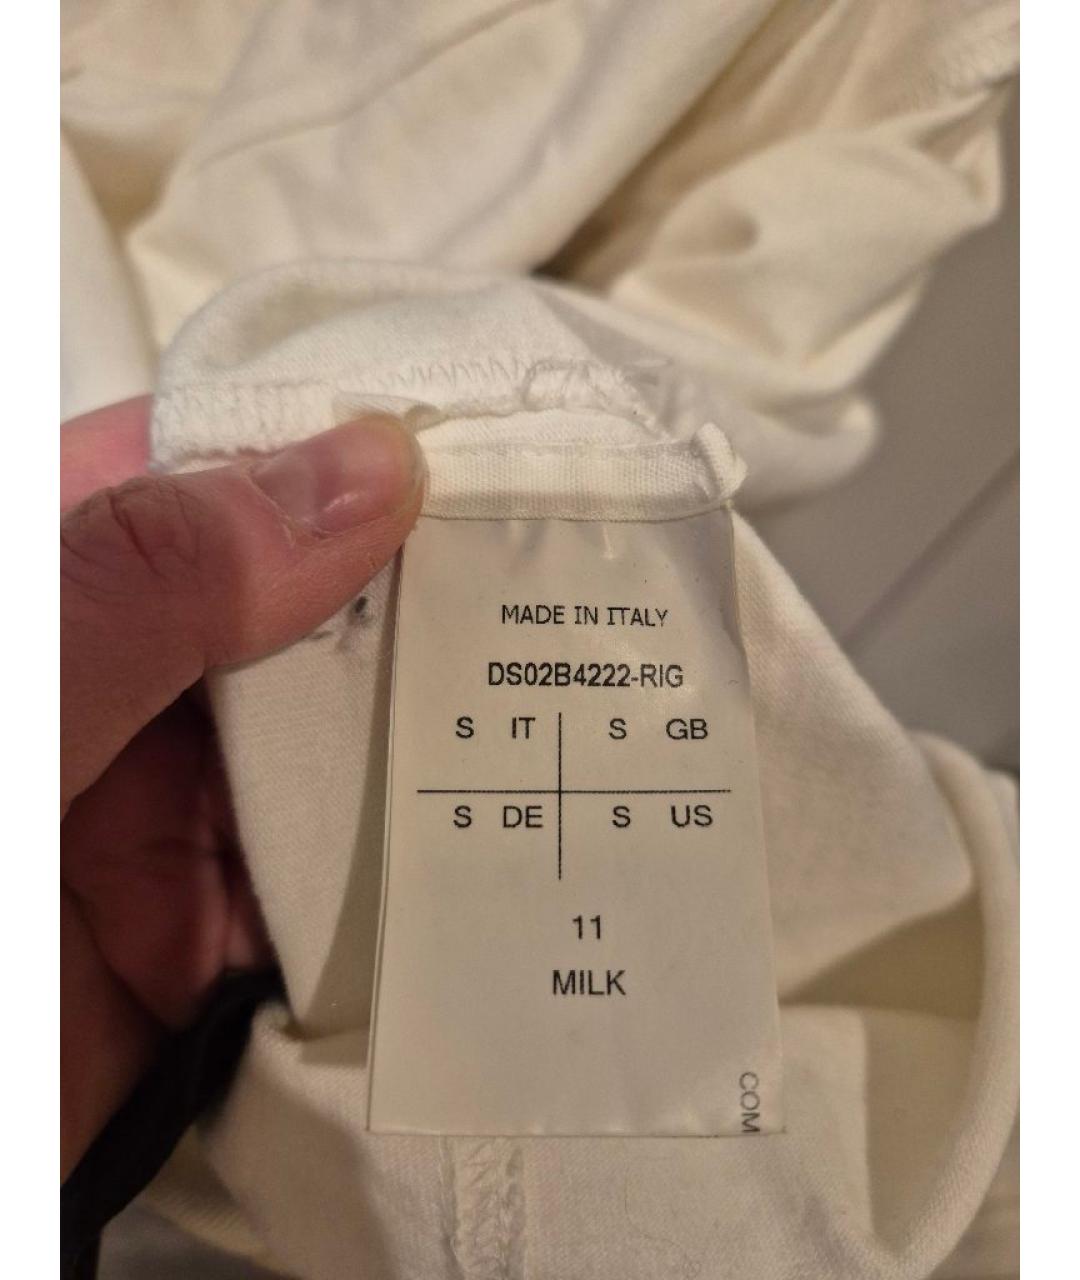 MADE IN ITALY
DS02B4222-RIG
S IT S GB
S DE S US
11
MILK
COM